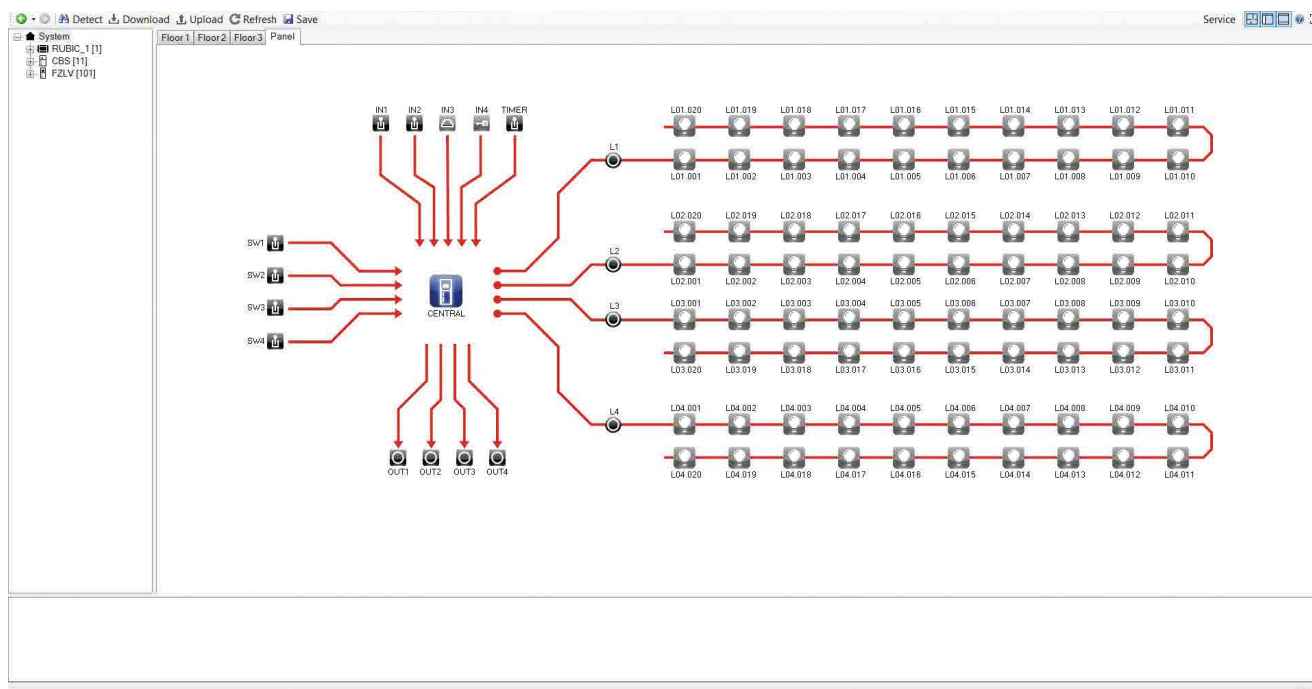 Detect Download Upload Refresh Save Service
System
RUBIC_1 [1]
CBS [11]
FZLV [101]
Floor 1 Floor 2 Floor 3 Panel
IN1 IN2 IN3 IN4 TIMER
SW1
SW2
SW3
SW4
CENTRAL
OUT1 OUT2 OUT3 OUT4
L1
L01.020 L01.019 L01.018 L01.017 L01.016 L01.015 L01.014 L01.013 L01.012 L01.011
L01.001 L01.002 L01.003 L01.004 L01.005 L01.006 L01.007 L01.008 L01.009 L01.010
L2
L02.020 L02.019 L02.018 L02.017 L02.016 L02.015 L02.014 L02.013 L02.012 L02.011
L02.001 L02.002 L02.003 L02.004 L02.005 L02.006 L02.007 L02.008 L02.009 L02.010
L3
L03.001 L03.002 L03.003 L03.004 L03.005 L03.006 L03.007 L03.008 L03.009 L03.010
L03.020 L03.019 L03.018 L03.017 L03.016 L03.015 L03.014 L03.013 L03.012 L03.011
L4
L04.001 L04.002 L04.003 L04.004 L04.005 L04.006 L04.007 L04.008 L04.009 L04.010
L04.020 L04.019 L04.018 L04.017 L04.016 L04.015 L04.014 L04.013 L04.012 L04.011